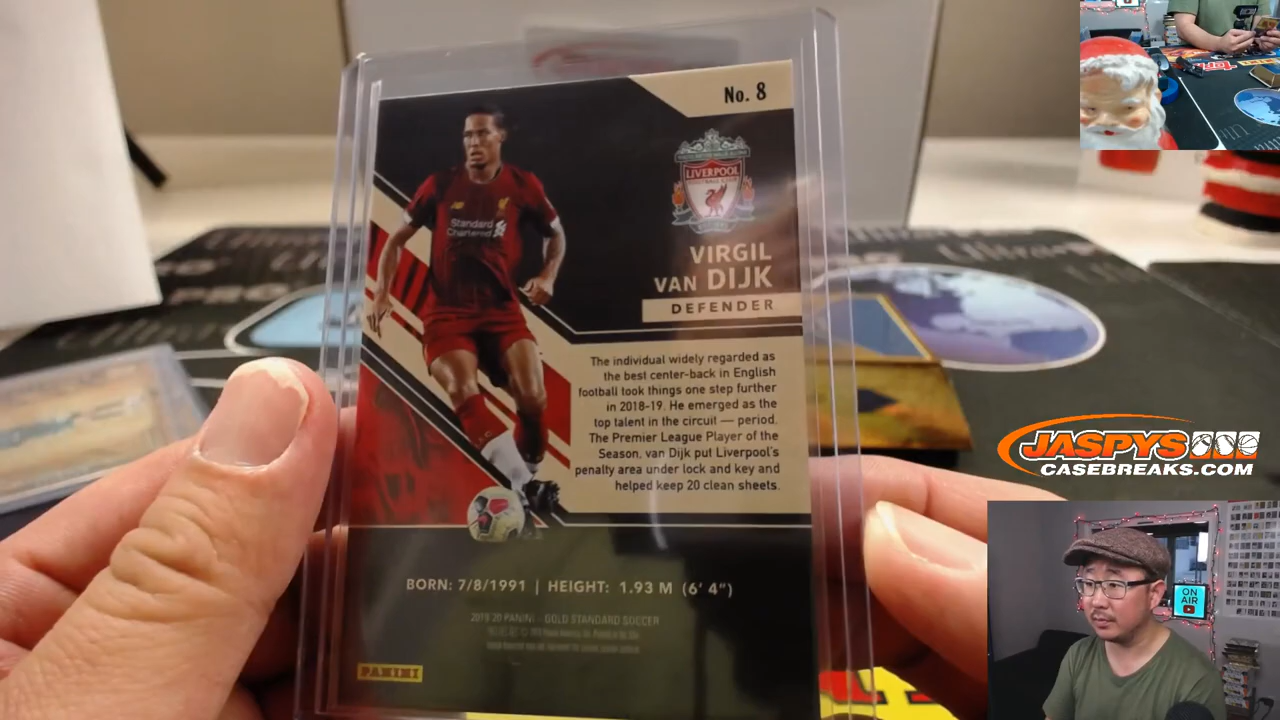 No. 8
LIVERPOOL
FOOTBALL CLUB
VIRGIL
VAN DIJK
DEFENDER
Standard
Chartered
The individual widely regarded as
the best center-back in English
football took things one step further
in 2018-19. He emerged as the
top talent in the circuit — period.
The Premier League Player of the
Season, van Dijk put Liverpool's
penalty area under lock and key and
helped keep 20 clean sheets.
BORN: 7/8/1991 | HEIGHT: 1.93 M (6' 4")
2019-20 PANINI - GOLD STANDARD SOCCER
PANINI
JASPYS
CASEBREAKS.COM
ON
AIR